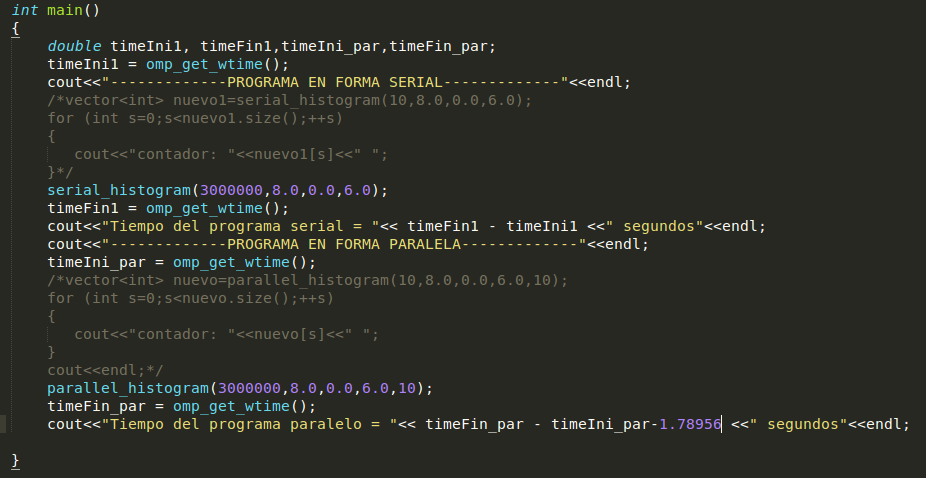 int main()
{
    double timeIni1, timeFin1,timeIni_par,timeFin_par;
    timeIni1 = omp_get_wtime();
    cout<<"-------------PROGRAMA EN FORMA SERIAL-------------"<<endl;
    /*vector<int> nuevo1=serial_histogram(10,8.0,0.0,6.0);
    for (int s=0;s<nuevo1.size();++s)
    {
       cout<<"contador: "<<nuevo1[s]<<" ";
    }*/
    serial_histogram(3000000,8.0,0.0,6.0);
    timeFin1 = omp_get_wtime();
    cout<<"Tiempo del programa serial = "<< timeFin1 - timeIni1 <<" segundos"<<endl;
    cout<<"-------------PROGRAMA EN FORMA PARALELA-------------"<<endl;
    timeIni_par = omp_get_wtime();
    /*vector<int> nuevo=parallel_histogram(10,8.0,0.0,6.0,10);
    for (int s=0;s<nuevo.size();++s)
    {
       cout<<"contador: "<<nuevo[s]<<" ";
    }
    cout<<endl;*/
    parallel_histogram(3000000,8.0,0.0,6.0,10);
    timeFin_par = omp_get_wtime();
    cout<<"Tiempo del programa paralelo = "<< timeFin_par - timeIni_par-1.78956 <<" segundos"<<endl;

}